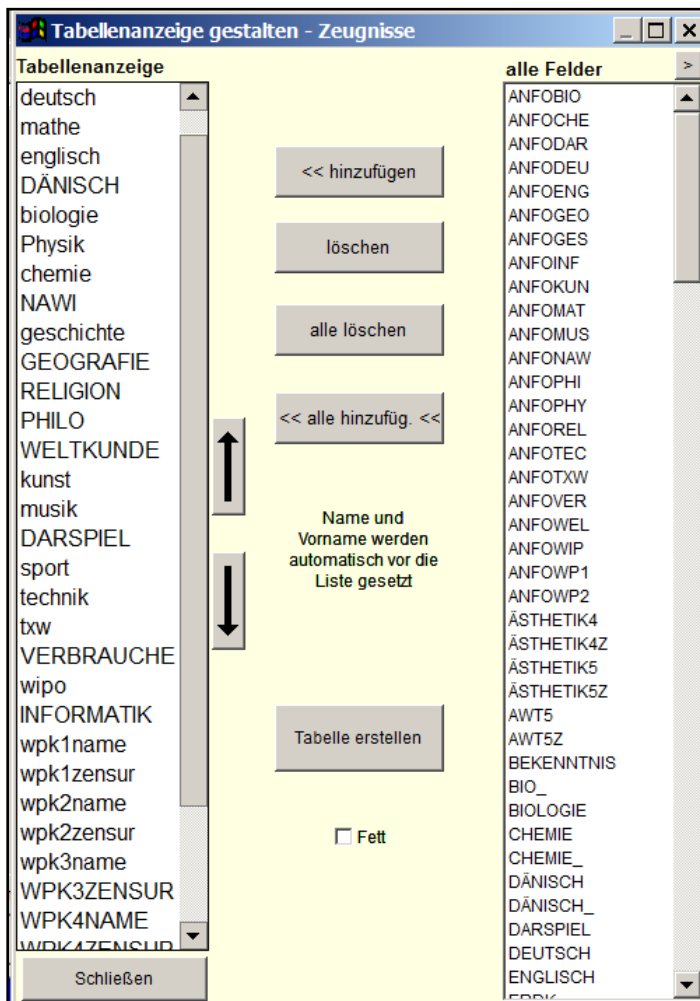 Tabellenanzeige gestalten - Zeugnisse
Tabellenanzeige
deutsch
mathe
englisch
DÄNISCH
biologie
Physik
chemie
NAWI
geschichte
GEOGRAFIE
RELIGION
PHILO
WELTKUNDE
kunst
musik
DARSPIEL
sport
technik
txw
VERBRAUCHE
wipo
INFORMATIK
wpk1name
wpk1zensur
wpk2name
wpk2zensur
wpk3name
WPK3ZENSUR
WPK4NAME
WPK4ZENSUR
Schließen
<< hinzufügen
löschen
alle löschen
<< alle hinzufüg. <<
Name und
Vorname werden
automatisch vor die
Liste gesetzt
Tabelle erstellen
Fett
alle Felder
>
ANFOBIO
ANFOCHE
ANFODAR
ANFODEU
ANFOENG
ANFOGEO
ANFOGES
ANFOINF
ANFOKUN
ANFOMAT
ANFOMUS
ANFONAW
ANFOPHI
ANFOPHY
ANFOREL
ANFOTEC
ANFOTXW
ANFOVER
ANFOWEL
ANFOWIP
ANFOWP1
ANFOWP2
ÄSTHETIK4
ÄSTHETIK4Z
ÄSTHETIK5
ÄSTHETIK5Z
AWT5
AWT5Z
BEKENNTNIS
BIO_
BIOLOGIE
CHEMIE
CHEMIE_
DÄNISCH
DÄNISCH_
DARSPIEL
DEUTSCH
ENGLISCH